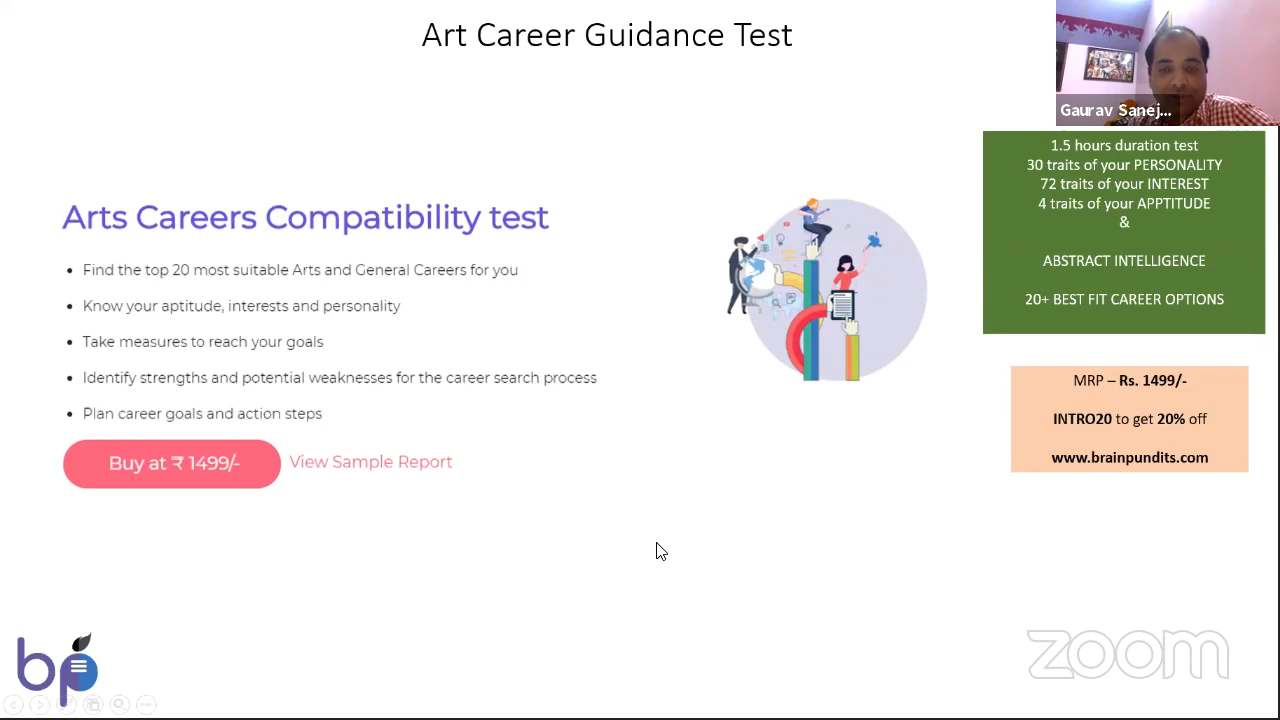 Art Career Guidance Test
Gaurav Sanej...
Arts Careers Compatibility test
• Find the top 20 most suitable Arts and General Careers for you
• Know your aptitude, interests and personality
• Take measures to reach your goals
• Identify strengths and potential weaknesses for the career search process
• Plan career goals and action steps
Buy at ₹ 1499/-
View Sample Report
1.5 hours duration test
30 traits of your PERSONALITY
72 traits of your INTEREST
4 traits of your APPTITUDE
&
ABSTRACT INTELLIGENCE
20+ BEST FIT CAREER OPTIONS
MRP – Rs. 1499/-
INTRO20 to get 20% off
www.brainpundits.com
bp
zoom